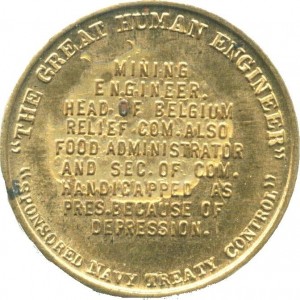 "THE GREAT HUMAN ENGINEER"
MINING
ENGINEER.
HEAD OF BELGIUM
RELIEF COM. ALSO
FOOD ADMINISTRATOR
AND SEC. OF COM.
HANDICAPPED AS
PRES. BECAUSE OF
DEPRESSION.
SPONSORED NAVY TREATY CONTROL